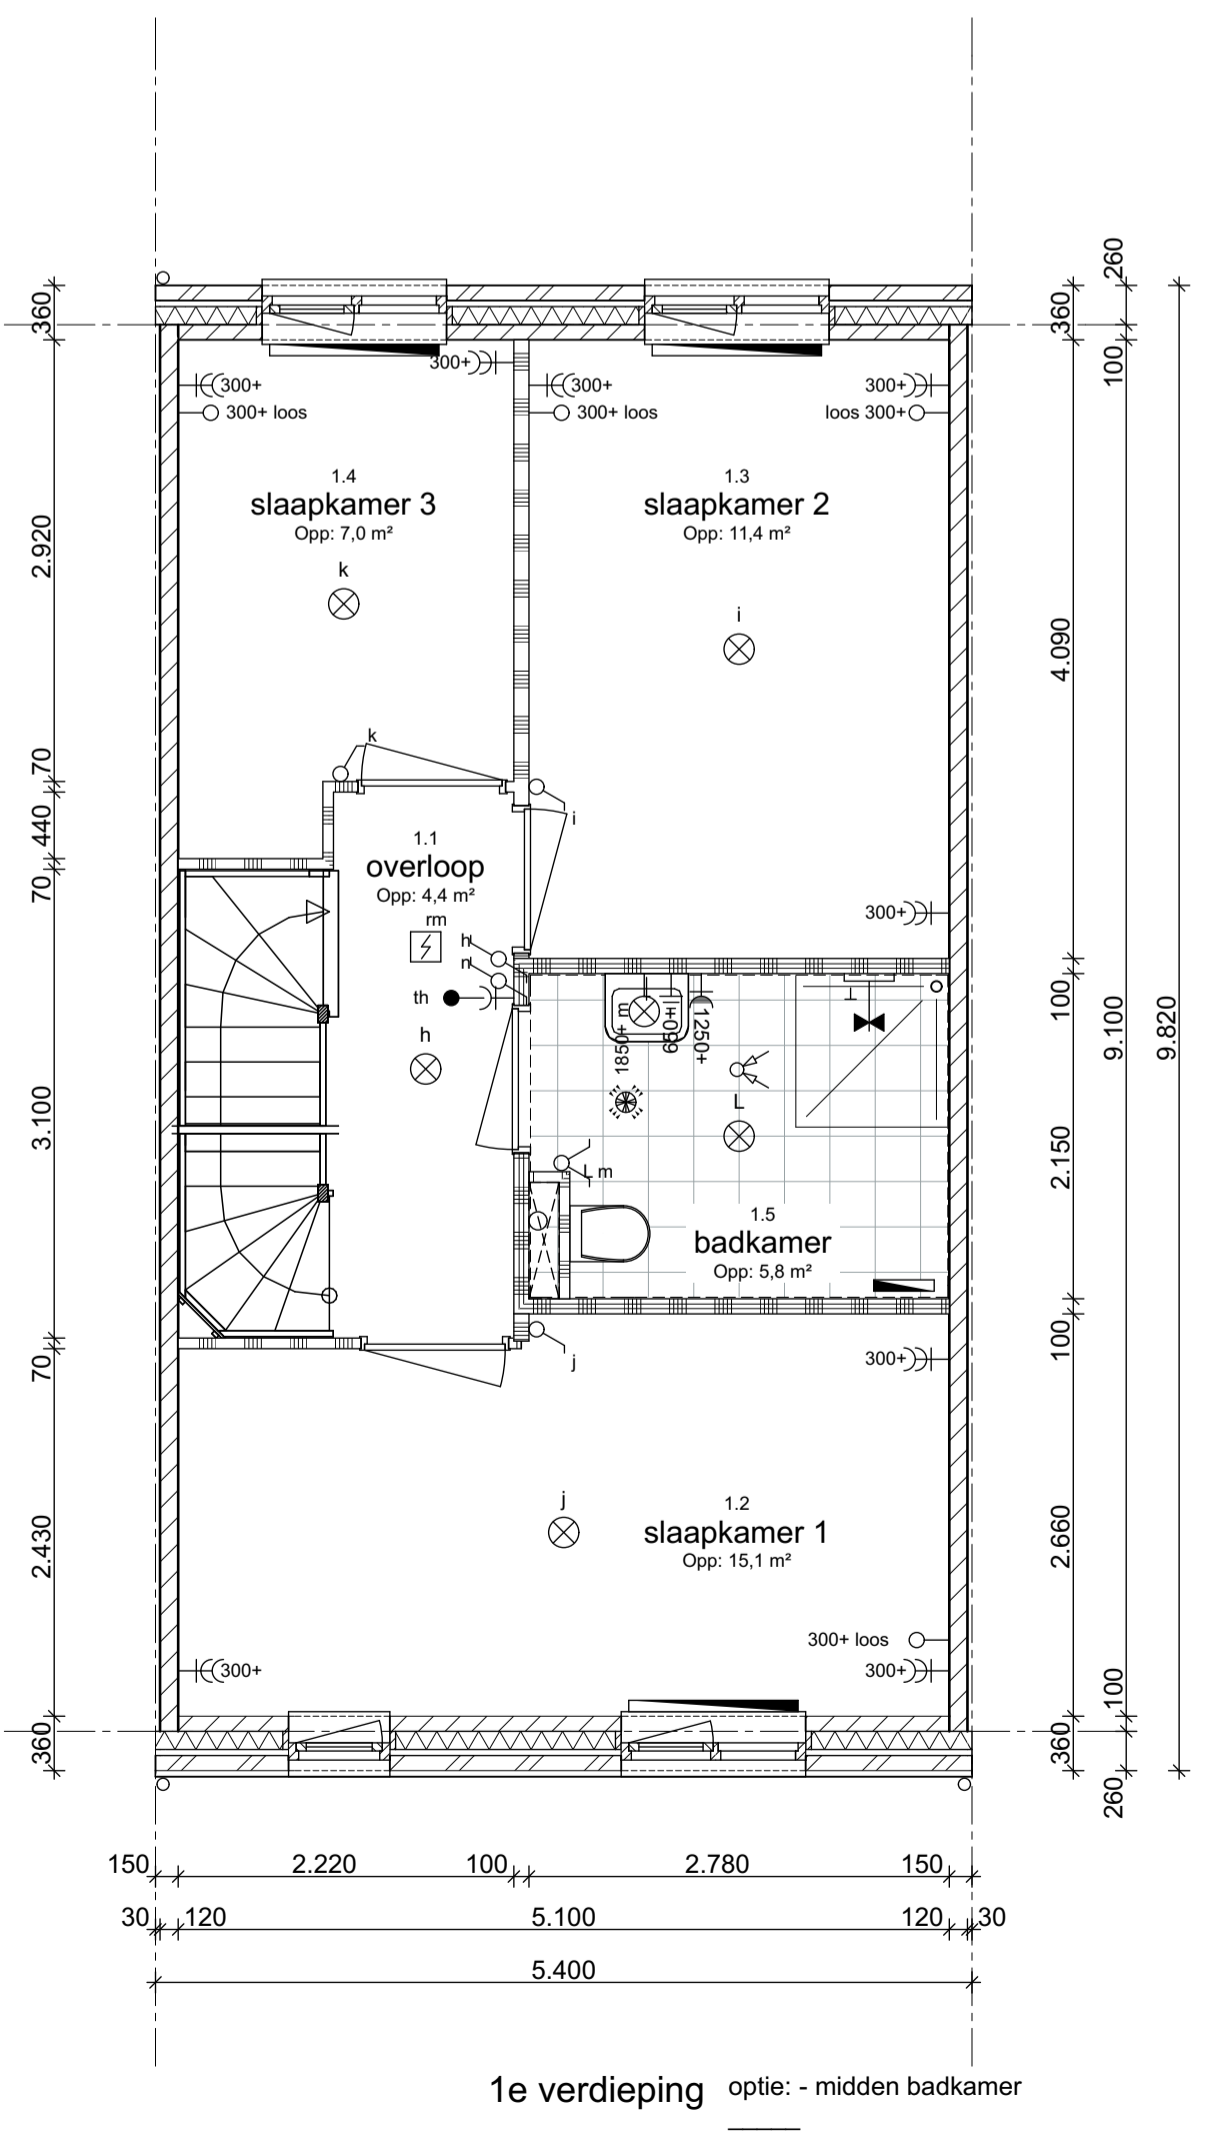 260
360
360
100
300+
300+
300+
300+
300+ loos
300+ loos
loos 300+
1.4
slaapkamer 3
Opp: 7,0 m²
k
1.3
slaapkamer 2
Opp: 11,4 m²
i
2.920
4.090
k
i
70
440
70
1.1
overloop
Opp: 4,4 m²
rm
h
n
th
h
300+
1850+ m
650+
1250+
L
L m
1.5
badkamer
Opp: 5,8 m²
100
9.100
9.820
3.100
2.150
100
70
j
300+
j
1.2
slaapkamer 1
Opp: 15,1 m²
2.430
2.660
300+ loos
300+
300+
100
360
360
260
150
2.220
100
2.780
150
30
120
5.100
120
30
5.400
1e verdieping
optie: - midden badkamer